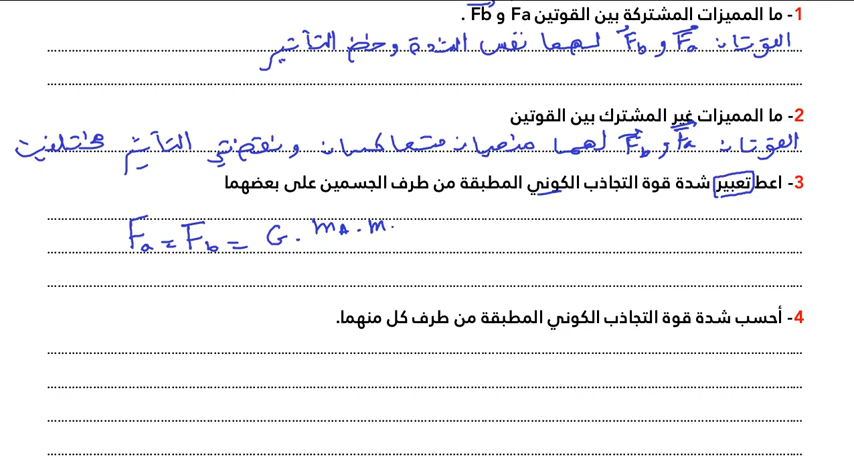 1- ما المميزات المشتركة بين القوتين Fa و Fb .
القوتان Fa و Fb لهما نفس الشدة وخط التأثير
2- ما المميزات غير المشترك بين القوتين
القوتان Fa و Fb لهما منحيان متعاكسان ونقطتي التأثير مختلفتين
3- اعط تعبير شدة قوة التجاذب الكوني المطبقة من طرف الجسمين على بعضهما
Fa = Fb = G . mA . m.
4- أحسب شدة قوة التجاذب الكوني المطبقة من طرف كل منهما.